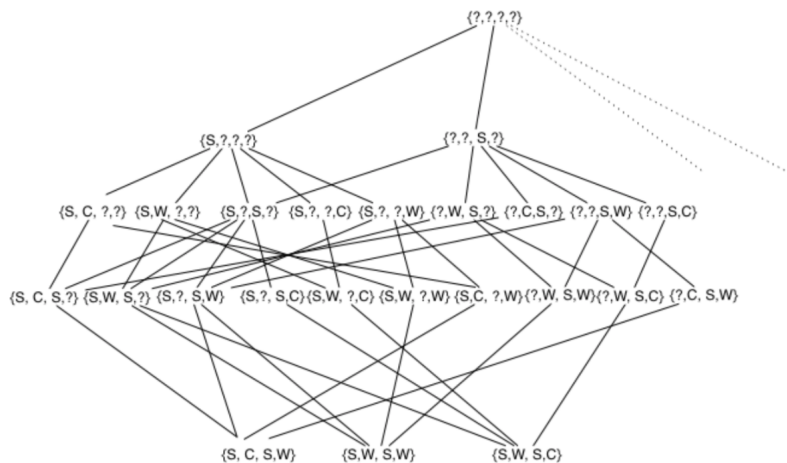 {?,?,?,?}
{S,?,?,?} {?,?, S,?}
{S, C, ?,?} {S,W, ?,?} {S,?,S,?} {S,?, ?,C} {S,?, ?,W} {?,W, S,?} {?,C,S,?} {?,?,S,W} {?,?,S,C}
{S, C, S,?} {S,W, S,?} {S,?, S,W} {S,?, S,C} {S,W, ?,C} {S,W, ?,W} {S,C, ?,W} {?,W, S,W} {?,W, S,C} {?,C, S,W}
{S, C, S,W} {S,W, S,W} {S,W, S,C}